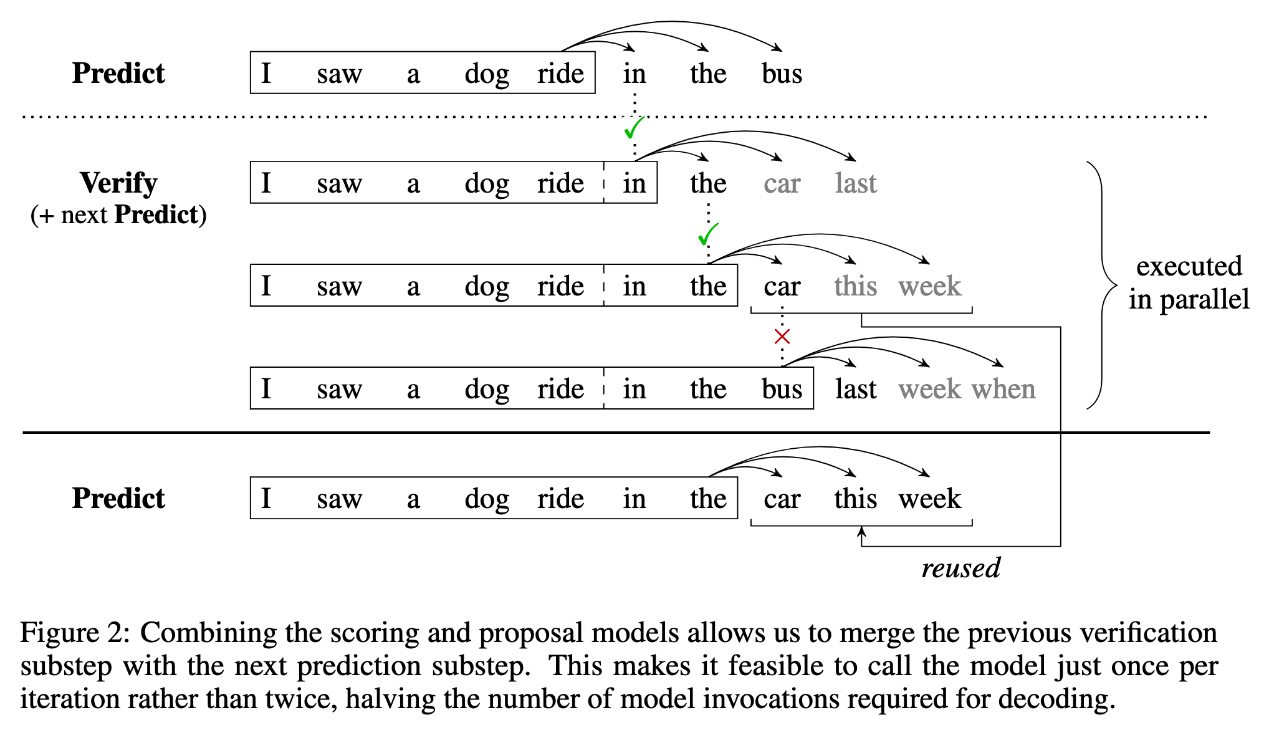 Predict I saw a dog ride in the bus
Verify I saw a dog ride in the car last
(+ next Predict)
I saw a dog ride in the car this week
executed
in parallel
I saw a dog ride in the bus last week when
Predict I saw a dog ride in the car this week
reused
Figure 2: Combining the scoring and proposal models allows us to merge the previous verification
substep with the next prediction substep. This makes it feasible to call the model just once per
iteration rather than twice, halving the number of model invocations required for decoding.